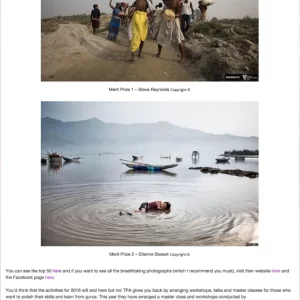 Merit Prize 1 – Steve Reynolds Copyright ©
Merit Prize 2 – Etienne Bossot Copyright ©
You can see the top 50 here and if you want to see all the breathtaking photographs (which I recommend you must), visit their website here and
the Facebook page here.
You'd think that the activities for 2019 will end here but not TPA gives you back by emerging workshops, talks and master classes for those who
want to polish their skills and learn from gurus. This year they have arranged a master class and workshops conducted by